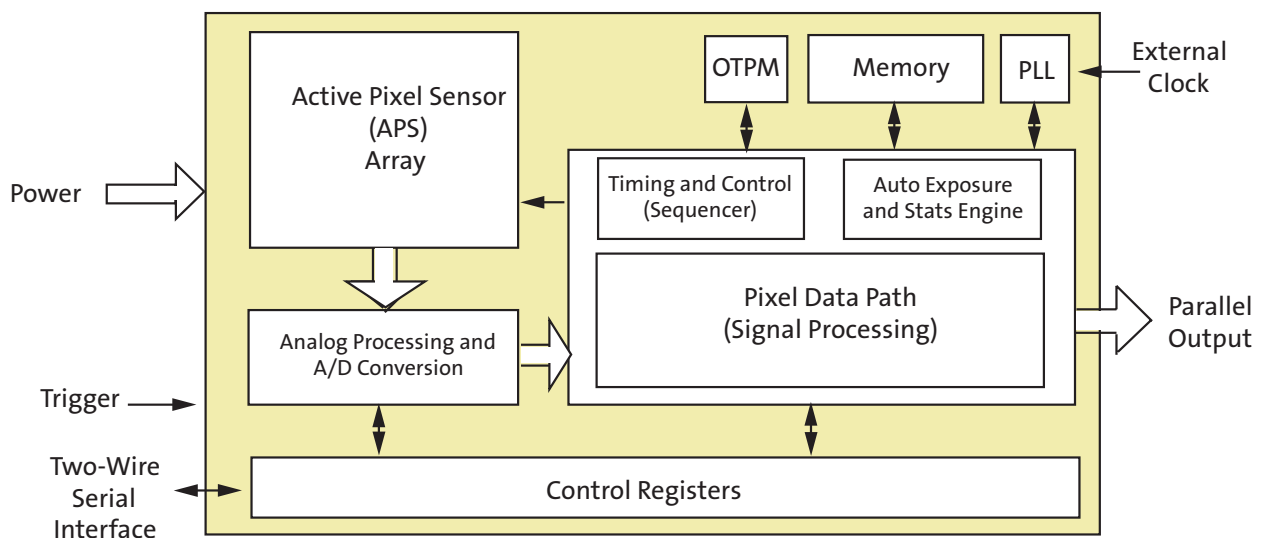 Active Pixel Sensor
(APS)
Array
OTPM
Memory
PLL
External
Clock
Power
Timing and Control
(Sequencer)
Auto Exposure
and Stats Engine
Pixel Data Path
(Signal Processing)
Parallel
Output
Analog Processing and
A/D Conversion
Trigger
Two-Wire
Serial
Interface
Control Registers